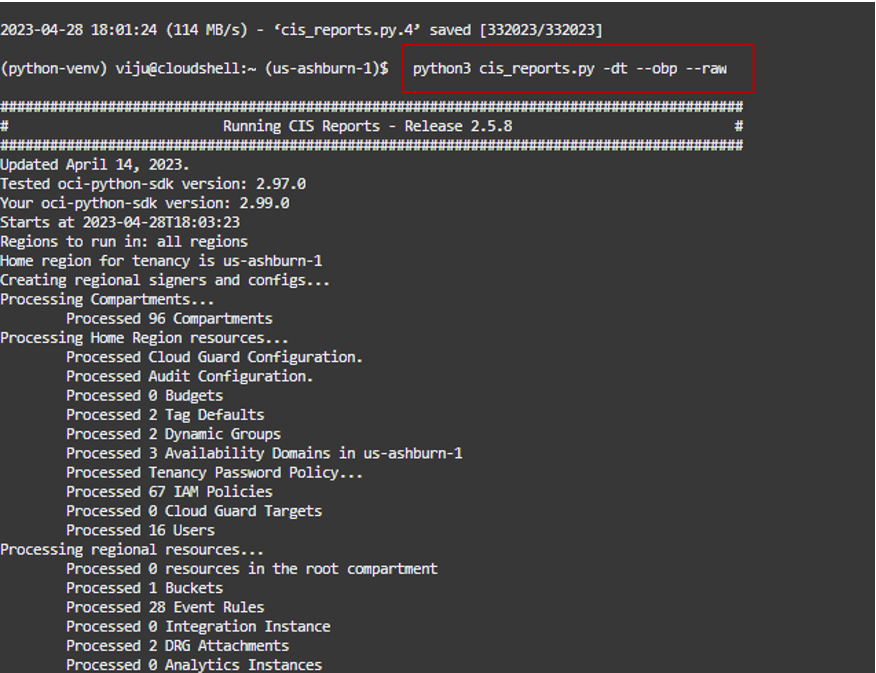 2023-04-28 18:01:24 (114 MB/s) - ‘cis_reports.py.4’ saved [332023/332023]
(python-venv) viju@cloudshell:~ (us-ashburn-1)$ python3 cis_reports.py -dt --obp --raw
##########################################################################################
# Running CIS Reports - Release 2.5.8 #
##########################################################################################
Updated April 14, 2023.
Tested oci-python-sdk version: 2.97.0
Your oci-python-sdk version: 2.99.0
Starts at 2023-04-28T18:03:23
Regions to run in: all regions
Home region for tenancy is us-ashburn-1
Creating regional signers and configs...
Processing Compartments...
Processed 96 Compartments
Processing Home Region resources...
Processed Cloud Guard Configuration.
Processed Audit Configuration.
Processed 0 Budgets
Processed 2 Tag Defaults
Processed 2 Dynamic Groups
Processed 3 Availability Domains in us-ashburn-1
Processed Tenancy Password Policy...
Processed 67 IAM Policies
Processed 0 Cloud Guard Targets
Processed 16 Users
Processing regional resources...
Processed 0 resources in the root compartment
Processed 1 Buckets
Processed 28 Event Rules
Processed 0 Integration Instance
Processed 2 DRG Attachments
Processed 0 Analytics Instances